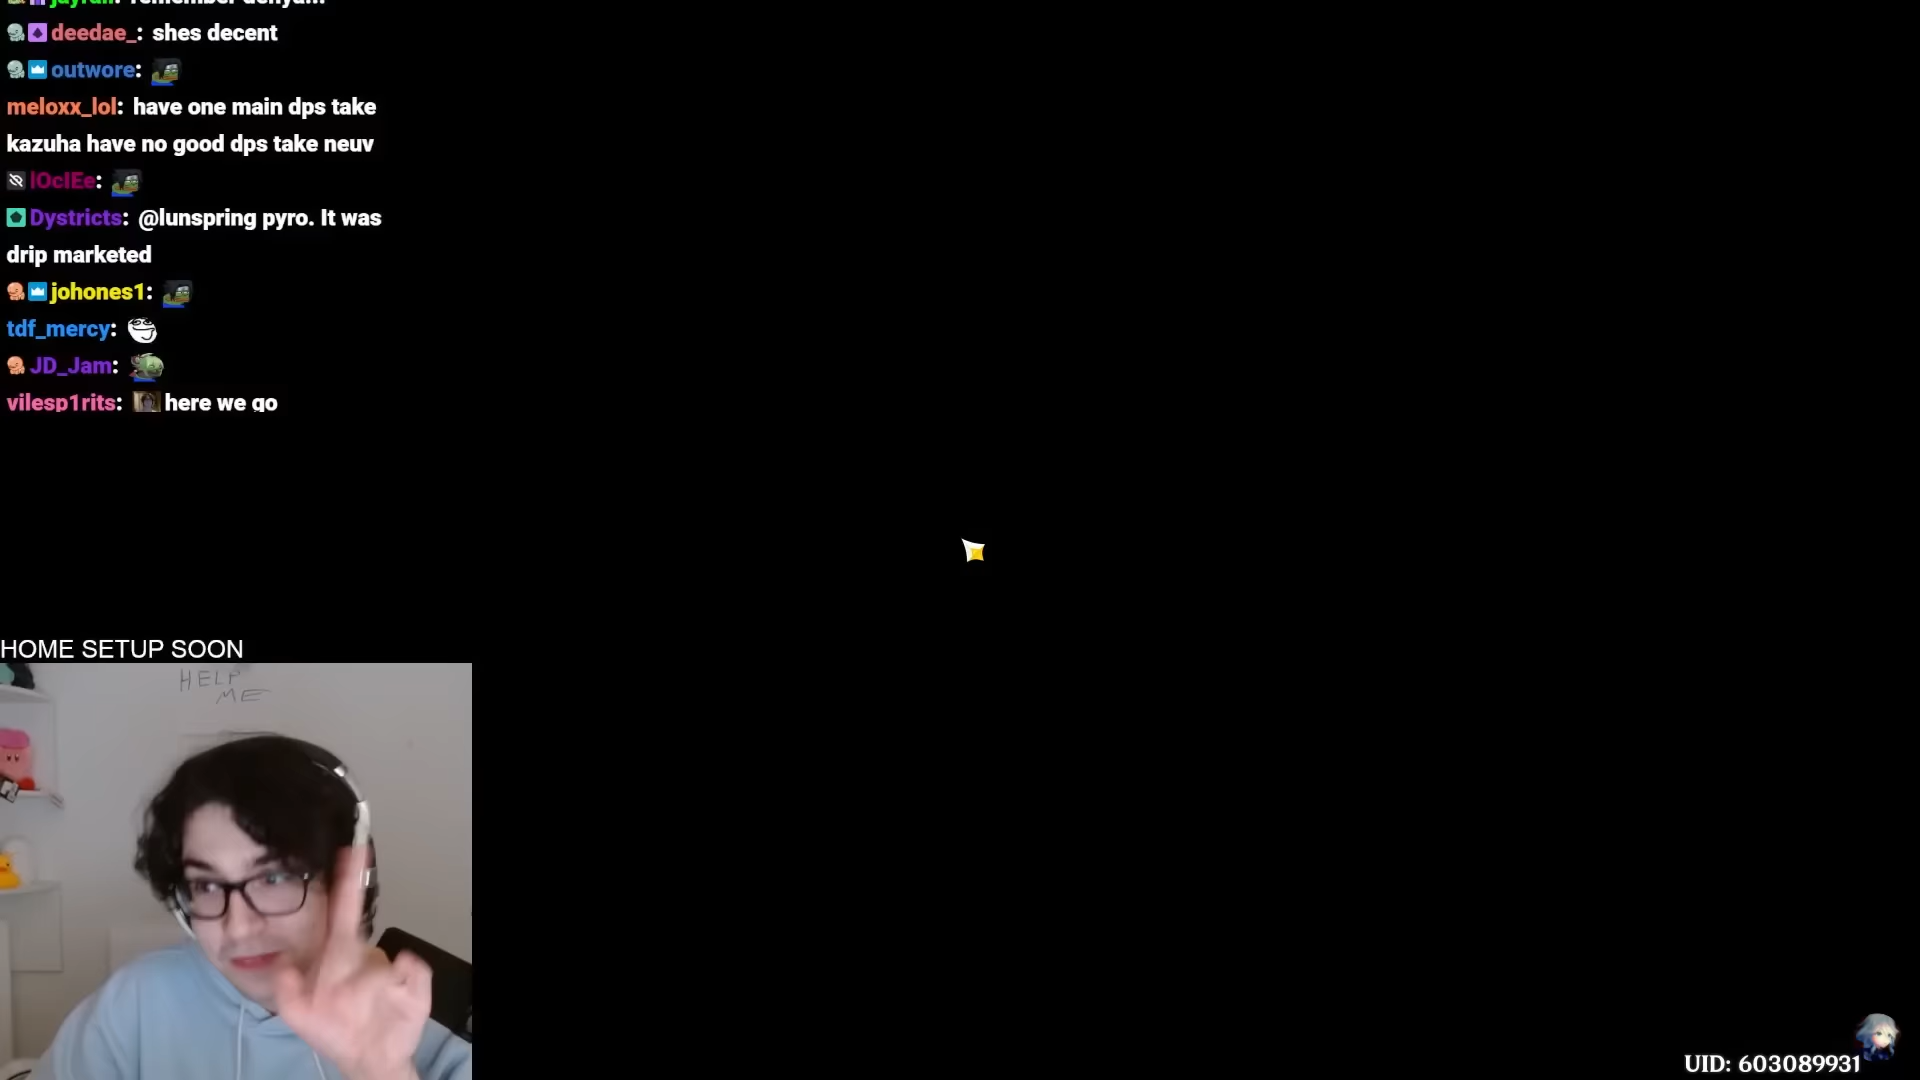 deedae_: shes decent
outwore:
meloxx_lol: have one main dps take
kazuha have no good dps take neuv
lOclEe:
Dystricts: @lunspring pyro. It was
drip marketed
johones1:
tdf_mercy:
JD_Jam:
vilesp1rits: here we go
HOME SETUP SOON
HELP
ME
UID: 603089931